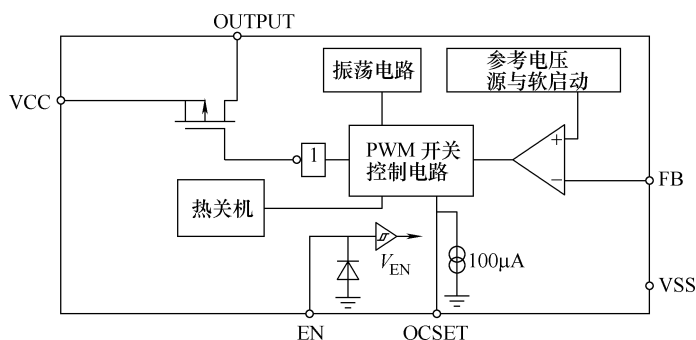 OUTPUT
振荡电路
参考电压
源与软启动
VCC
1
PWM 开关
控制电路
+
−
FB
热关机
VEN
100μA
VSS
EN
OCSET